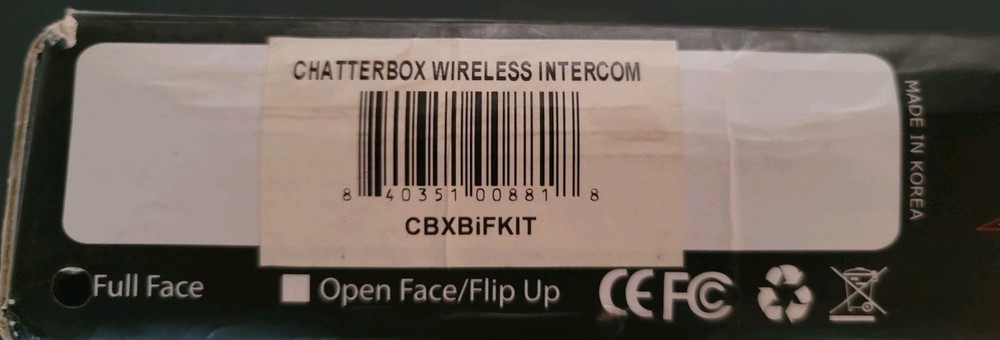 CHATTERBOX WIRELESS INTERCOM
8 40351 00881 8
CBXBiFKIT
MADE IN KOREA
Full Face
Open Face/Flip Up
CE FC